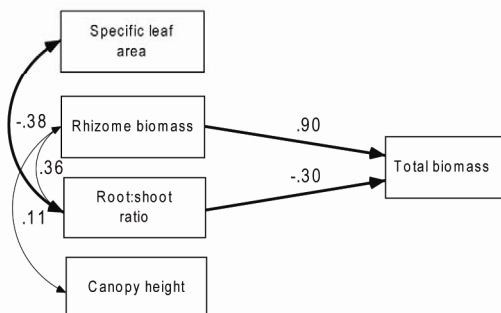 Specific leaf
area
-.38
Rhizome biomass
.90
.36
Total biomass
Root:shoot
ratio
-.30
.11
Canopy height